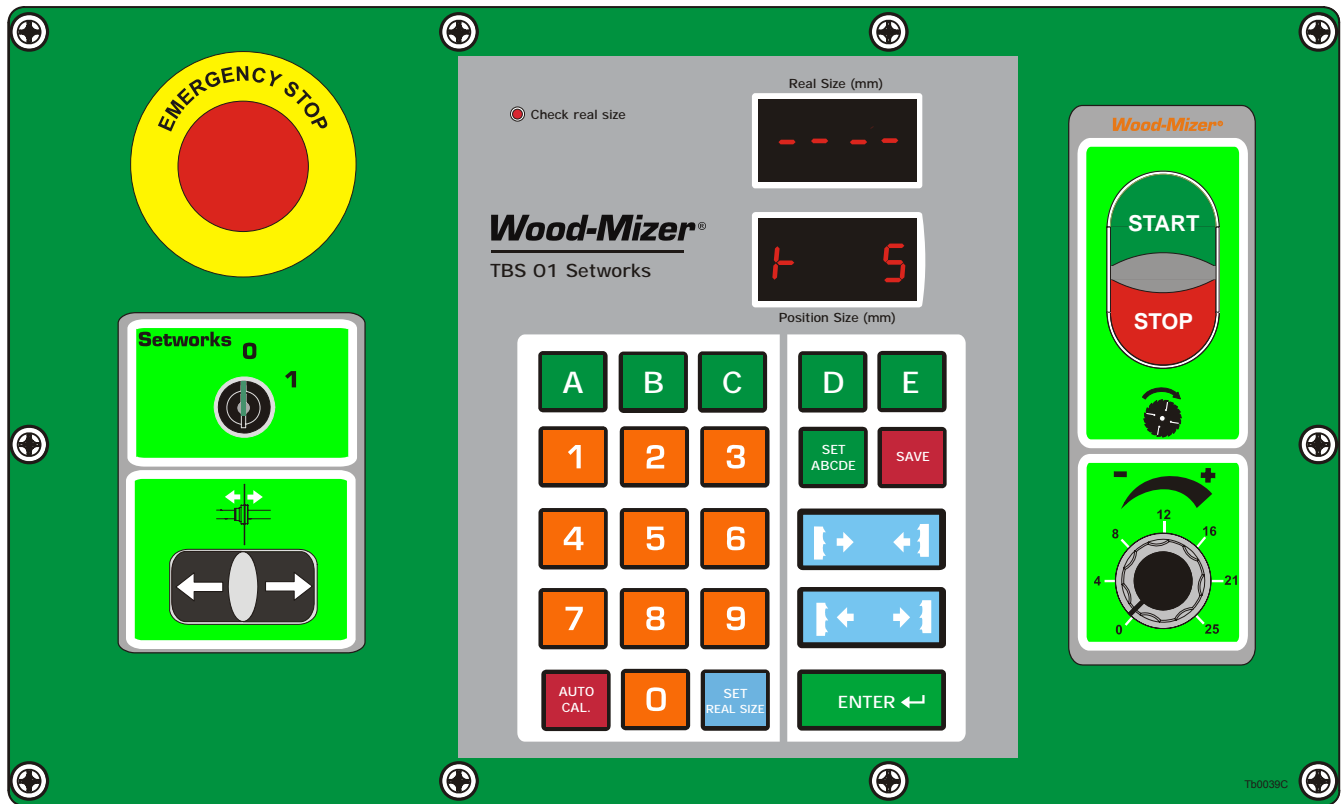 EMERGENCY STOP
Check real size
Real Size (mm)
- - - -
Wood-Mizer®
TBS 01 Setworks
⊢ 5
Position Size (mm)
Setworks
0
1
A B C D E
1 2 3 SET ABCDE SAVE
4 5 6
7 8 9
AUTO CAL. 0 SET REAL SIZE ENTER
Wood-Mizer®
START
STOP
- +
0 4 8 12 16 21 25
Tb0039C